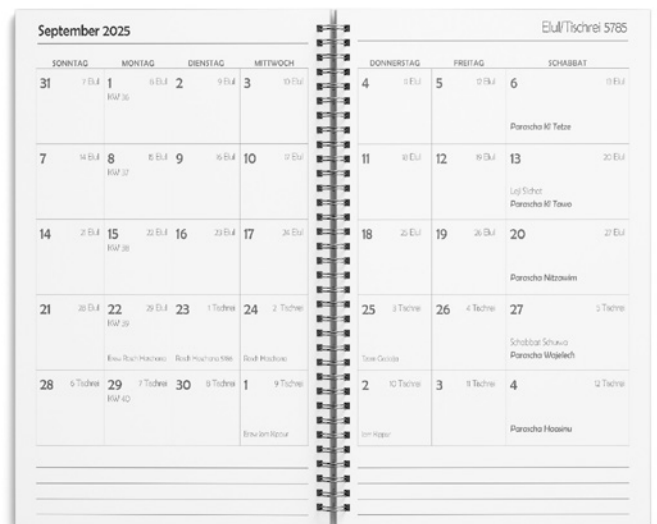 September 2025
Elul/Tischrei 5785
SONNTAG MONTAG DIENSTAG MITTWOCH DONNERSTAG FREITAG SCHABBAT
31 7 Elul 1 8 Elul 2 9 Elul 3 10 Elul 4 11 Elul 5 12 Elul 6 13 Elul
KW 36
Parascha Ki Tetze
7 14 Elul 8 15 Elul 9 16 Elul 10 17 Elul 11 18 Elul 12 19 Elul 13 20 Elul
KW 37
Lejl Slichot
Parascha Ki Tawo
14 21 Elul 15 22 Elul 16 23 Elul 17 24 Elul 18 25 Elul 19 26 Elul 20 27 Elul
KW 38
Parascha Nitzawim
21 28 Elul 22 29 Elul 23 1 Tischrei 24 2 Tischrei 25 3 Tischrei 26 4 Tischrei 27 5 Tischrei
KW 39
Schabbat Schuwa
Erew Rosch Haschana Rosch Haschana 5786 Rosch Haschana Zom Gedalja Parascha Wajelech
28 6 Tischrei 29 7 Tischrei 30 8 Tischrei 1 9 Tischrei 2 10 Tischrei 3 11 Tischrei 4 12 Tischrei
KW 40
Parascha Haasinu
Erew Jom Kippur Jom Kippur